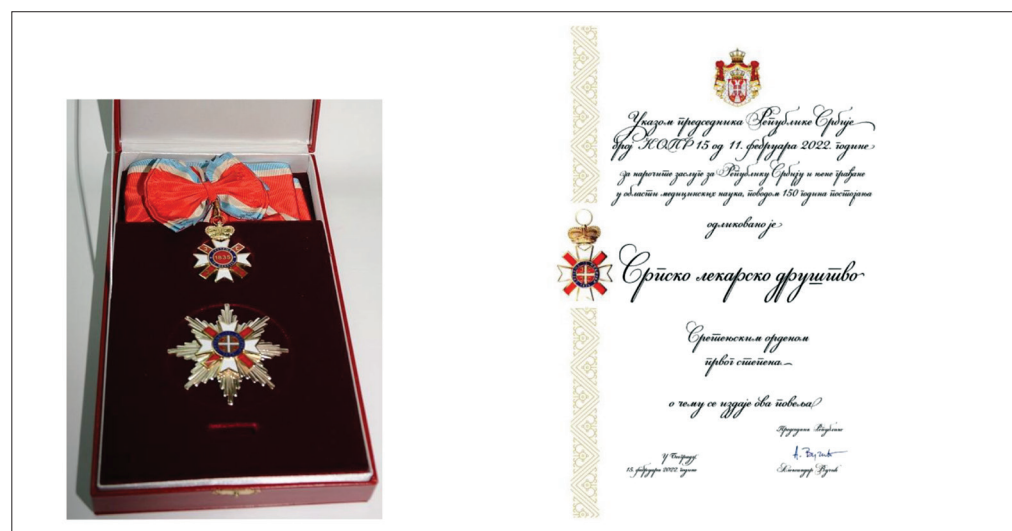 1835
Указом председника Републике Србије
број КОПР 15 од 11. фебруара 2022. године
за нарочите заслуге за Републику Србију и њене грађане
у области медицинских наука, поводом 150 година постојања
одликовано је
Српско лекарско друштво
Сретењским орденом
првог степена
о чему се издаје ова повеља
Председник Републике
У Београду,
15. фебруара 2022. године
А. Вучић
Александар Вучић